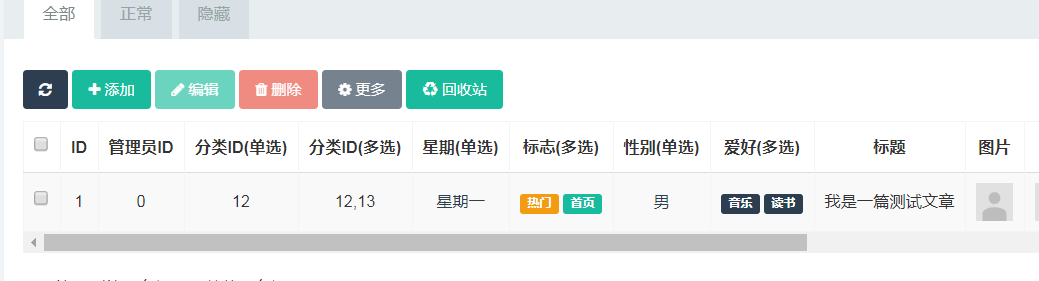 全部 正常 隐藏
添加 编辑 删除 更多 回收站
ID 管理员ID 分类ID(单选) 分类ID(多选) 星期(单选) 标志(多选) 性别(单选) 爱好(多选) 标题 图片
1 0 12 12,13 星期一 热门 首页 男 音乐 读书 我是一篇测试文章